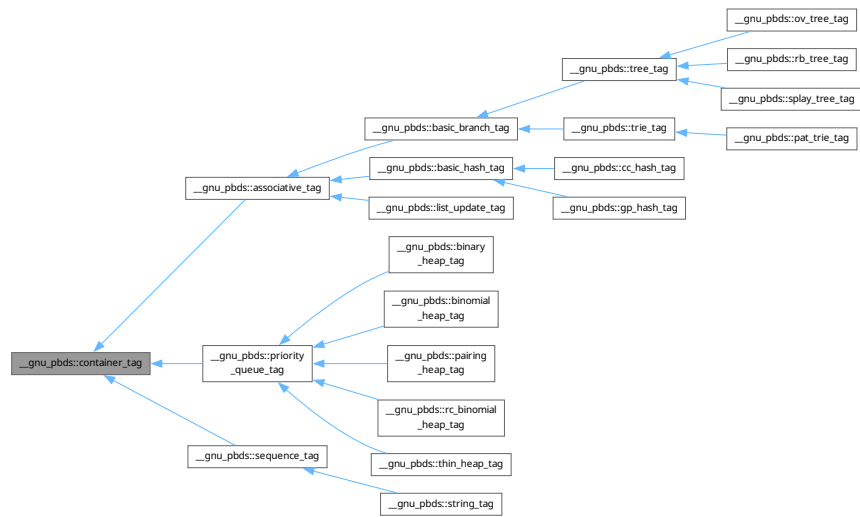 __gnu_pbds::ov_tree_tag
__gnu_pbds::rb_tree_tag
__gnu_pbds::tree_tag
__gnu_pbds::splay_tree_tag
__gnu_pbds::basic_branch_tag
__gnu_pbds::trie_tag
__gnu_pbds::pat_trie_tag
__gnu_pbds::basic_hash_tag
__gnu_pbds::cc_hash_tag
__gnu_pbds::associative_tag
__gnu_pbds::list_update_tag
__gnu_pbds::gp_hash_tag
__gnu_pbds::binary
_heap_tag
__gnu_pbds::binomial
_heap_tag
__gnu_pbds::container_tag
__gnu_pbds::priority
_queue_tag
__gnu_pbds::pairing
_heap_tag
__gnu_pbds::rc_binomial
_heap_tag
__gnu_pbds::sequence_tag
__gnu_pbds::thin_heap_tag
__gnu_pbds::string_tag